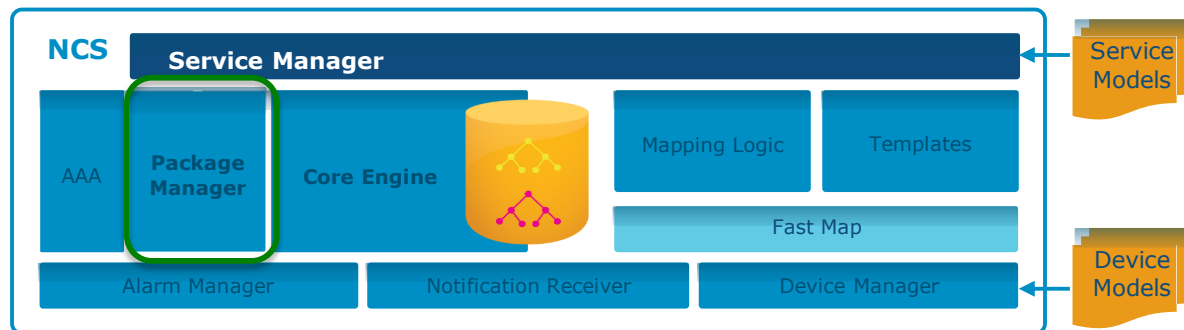 NCS
Service Manager
Service
Models
AAA
Package
Manager
Core Engine
Mapping Logic
Templates
Fast Map
Alarm Manager
Notification Receiver
Device Manager
Device
Models